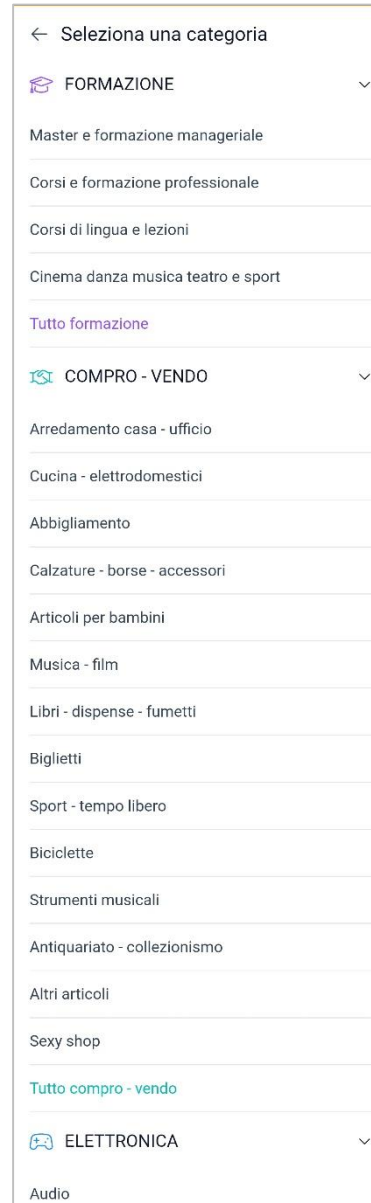 Seleziona una categoria
FORMAZIONE
Master e formazione manageriale
Corsi e formazione professionale
Corsi di lingua e lezioni
Cinema danza musica teatro e sport
Tutto formazione
COMPRO - VENDO
Arredamento casa - ufficio
Cucina - elettrodomestici
Abbigliamento
Calzature - borse - accessori
Articoli per bambini
Musica - film
Libri - dispense - fumetti
Biglietti
Sport - tempo libero
Biciclette
Strumenti musicali
Antiquariato - collezionismo
Altri articoli
Sexy shop
Tutto compro - vendo
ELETTRONICA
Audio